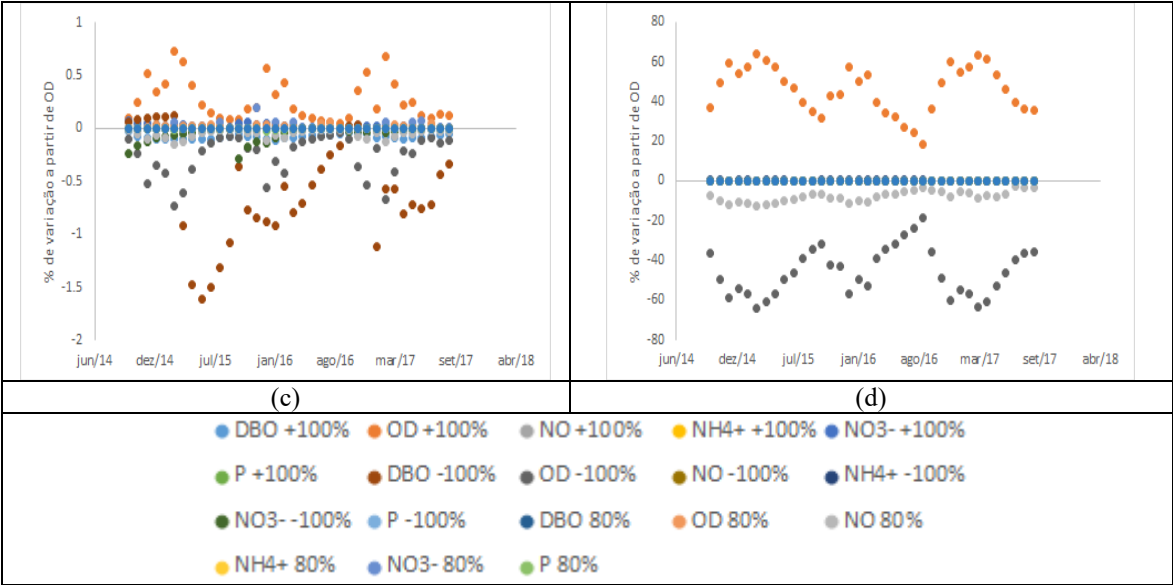 % de variação a partir de OD
1
0.5
0
-0.5
-1
-1.5
-2
jun/14 dez/14 jul/15 jan/16 ago/16 mar/17 set/17 abr/18
(c)
% de variação a partir de OD
80
60
40
20
0
-20
-40
-60
-80
jun/14 dez/14 jul/15 jan/16 ago/16 mar/17 set/17 abr/18
(d)
DBO +100% OD +100% NO +100% NH4+ +100% NO3- +100%
P +100% DBO -100% OD -100% NO -100% NH4+ -100%
NO3- -100% P -100% DBO 80% OD 80% NO 80%
NH4+ 80% NO3- 80% P 80%